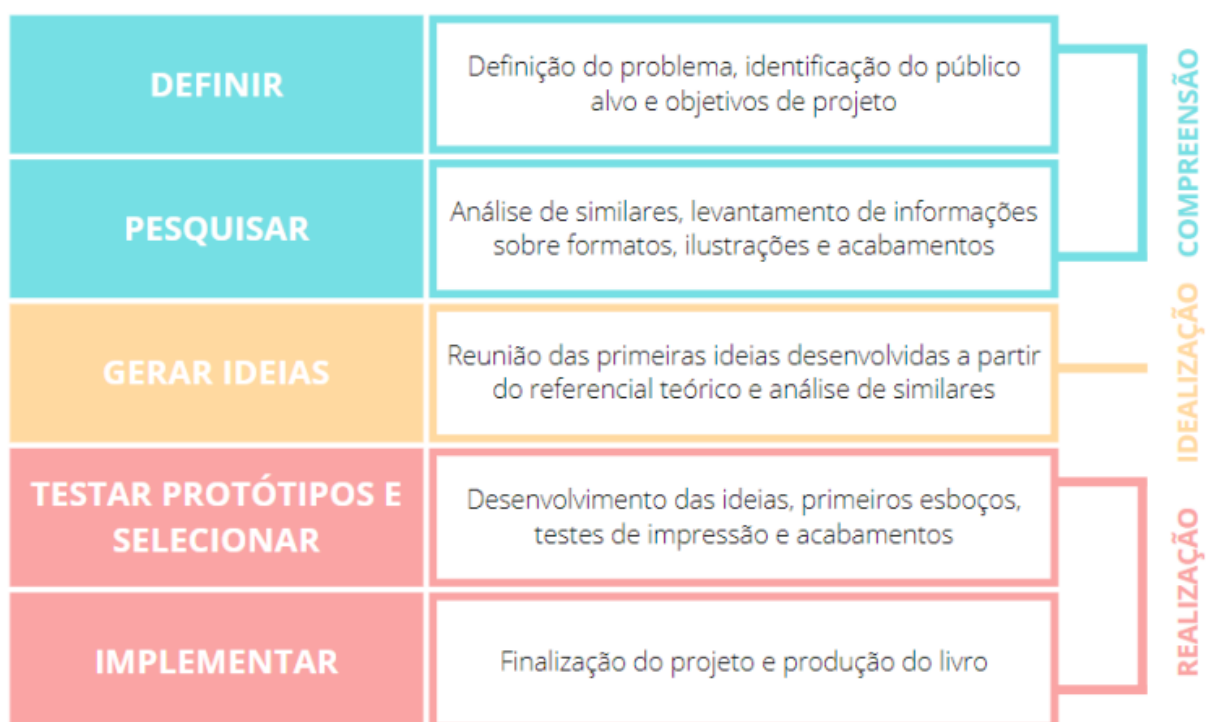 DEFINIR
Definição do problema, identificação do público
alvo e objetivos de projeto
PESQUISAR
Análise de similares, levantamento de informações
sobre formatos, ilustrações e acabamentos
COMPREENSÃO
GERAR IDEIAS
Reunião das primeiras ideias desenvolvidas a partir
do referencial teórico e análise de similares
IDEALIZAÇÃO
TESTAR PROTÓTIPOS E
SELECIONAR
Desenvolvimento das ideias, primeiros esboços,
testes de impressão e acabamentos
IMPLEMENTAR
Finalização do projeto e produção do livro
REALIZAÇÃO